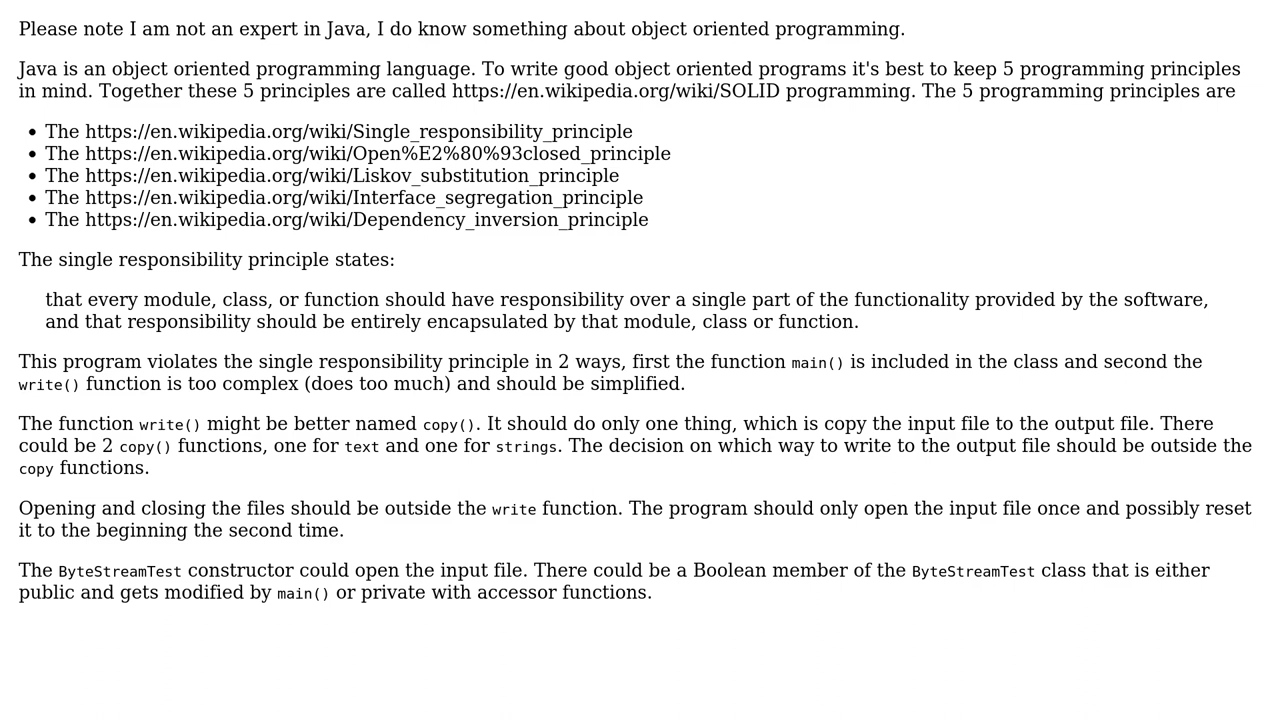 Please note I am not an expert in Java, I do know something about object oriented programming.
Java is an object oriented programming language. To write good object oriented programs it's best to keep 5 programming principles
in mind. Together these 5 principles are called https://en.wikipedia.org/wiki/SOLID programming. The 5 programming principles are
• The https://en.wikipedia.org/wiki/Single_responsibility_principle
• The https://en.wikipedia.org/wiki/Open%E2%80%93closed_principle
• The https://en.wikipedia.org/wiki/Liskov_substitution_principle
• The https://en.wikipedia.org/wiki/Interface_segregation_principle
• The https://en.wikipedia.org/wiki/Dependency_inversion_principle
The single responsibility principle states:
that every module, class, or function should have responsibility over a single part of the functionality provided by the software,
and that responsibility should be entirely encapsulated by that module, class or function.
This program violates the single responsibility principle in 2 ways, first the function main() is included in the class and second the
write() function is too complex (does too much) and should be simplified.
The function write() might be better named copy(). It should do only one thing, which is copy the input file to the output file. There
could be 2 copy() functions, one for text and one for strings. The decision on which way to write to the output file should be outside the
copy functions.
Opening and closing the files should be outside the write function. The program should only open the input file once and possibly reset
it to the beginning the second time.
The ByteStreamTest constructor could open the input file. There could be a Boolean member of the ByteStreamTest class that is either
public and gets modified by main() or private with accessor functions.